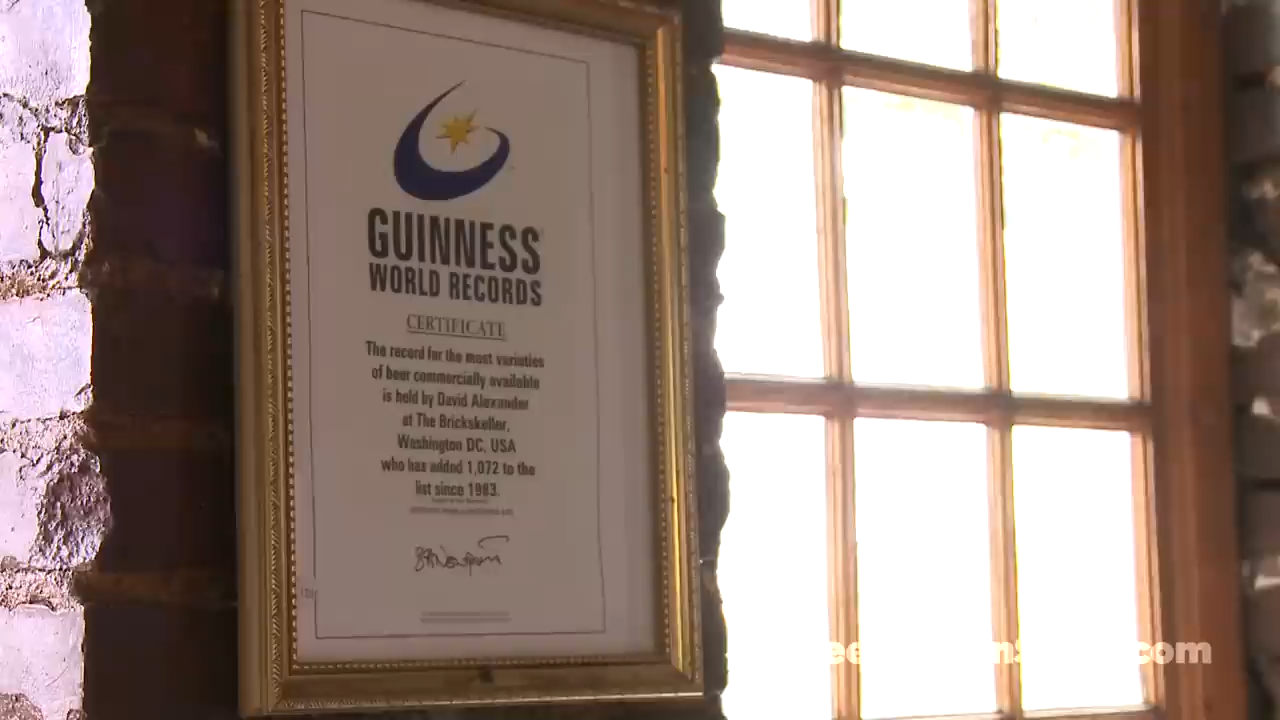 GUINNESS
WORLD RECORDS
CERTIFICATE
The record for the most varieties
of beer commercially available
is held by David Alexander
at The Brickskeller,
Washington DC, USA
who has added 1,072 to the
list since 1983.